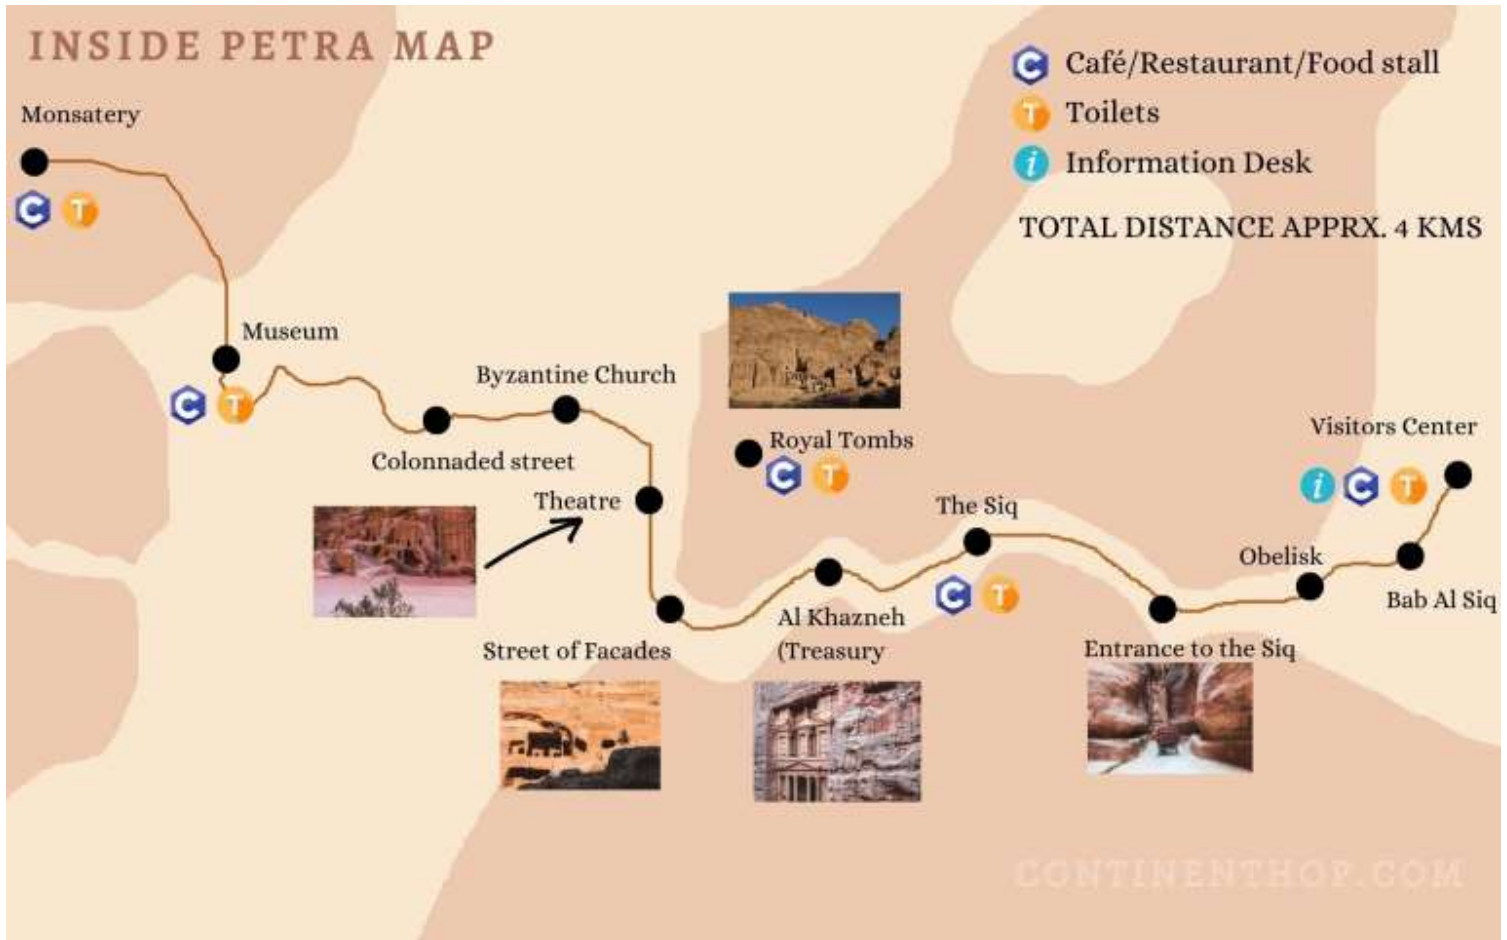 INSIDE PETRA MAP
C Café/Restaurant/Food stall
T Toilets
i Information Desk
TOTAL DISTANCE APPRX. 4 KMS
Monsatery
C T
Museum
C T
Byzantine Church
Colonnaded street
Theatre
Royal Tombs
C T
Visitors Center
i C T
The Siq
C T
Obelisk
Bab Al Siq
Al Khazneh
(Treasury
Street of Facades
Entrance to the Siq
CONTINENTHOP.COM